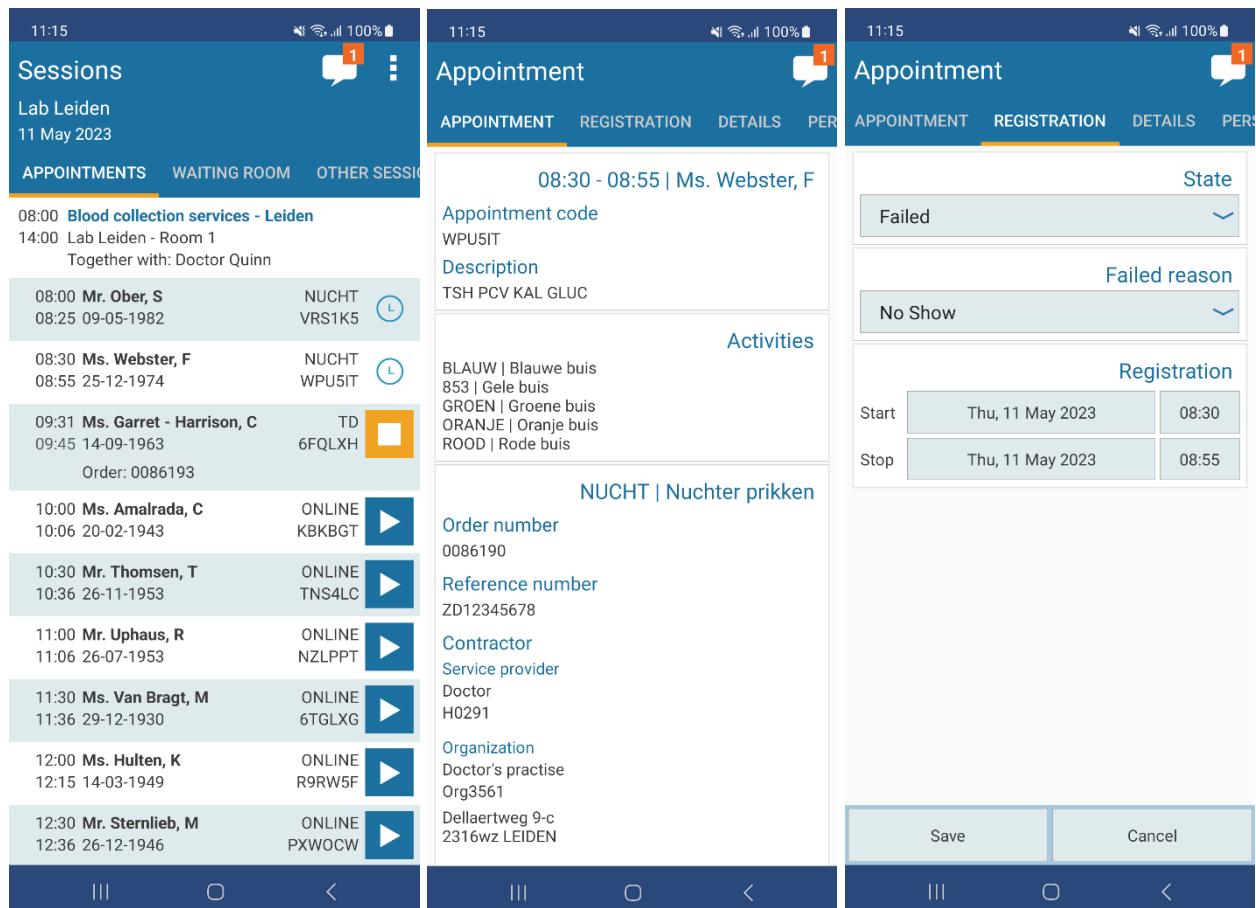 11:15 100%
Sessions 1
Lab Leiden
11 May 2023
APPOINTMENTS WAITING ROOM OTHER SESSI
08:00 Blood collection services - Leiden
14:00 Lab Leiden - Room 1
Together with: Doctor Quinn
08:00 Mr. Ober, S NUCHT
08:25 09-05-1982 VRS1K5
08:30 Ms. Webster, F NUCHT
08:55 25-12-1974 WPU5IT
09:31 Ms. Garret - Harrison, C TD
09:45 14-09-1963 6FQLXH
Order: 0086193
10:00 Ms. Amalrada, C ONLINE
10:06 20-02-1943 KBKBGT
10:30 Mr. Thomsen, T ONLINE
10:36 26-11-1953 TNS4LC
11:00 Mr. Uphaus, R ONLINE
11:06 26-07-1953 NZLPPT
11:30 Ms. Van Bragt, M ONLINE
11:36 29-12-1930 6TGLXG
12:00 Ms. Hulten, K ONLINE
12:15 14-03-1949 R9RW5F
12:30 Mr. Sternlieb, M ONLINE
12:36 26-12-1946 PXWOCW
11:15 100%
Appointment 1
APPOINTMENT REGISTRATION DETAILS PER
08:30 - 08:55 | Ms. Webster, F
Appointment code
WPU5IT
Description
TSH PCV KAL GLUC
Activities
BLAUW | Blauwe buis
853 | Gele buis
GROEN | Groene buis
ORANJE | Oranje buis
ROOD | Rode buis
NUCHT | Nuchter prikken
Order number
0086190
Reference number
ZD12345678
Contractor
Service provider
Doctor
H0291
Organization
Doctor's practise
Org3561
Dellaertweg 9-c
2316wz LEIDEN
11:15 100%
Appointment 1
APPOINTMENT REGISTRATION DETAILS PERS
State
Failed
Failed reason
No Show
Registration
Start Thu, 11 May 2023 08:30
Stop Thu, 11 May 2023 08:55
Save Cancel